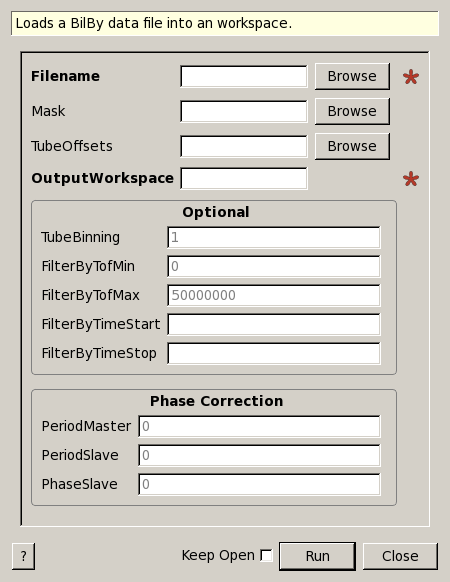 Loads a BilBy data file into an workspace.
Filename Browse *
Mask Browse
TubeOffsets Browse
OutputWorkspace *
Optional
TubeBinning 1
FilterByTofMin 0
FilterByTofMax 50000000
FilterByTimeStart
FilterByTimeStop
Phase Correction
PeriodMaster 0
PeriodSlave 0
PhaseSlave 0
? Keep Open Run Close